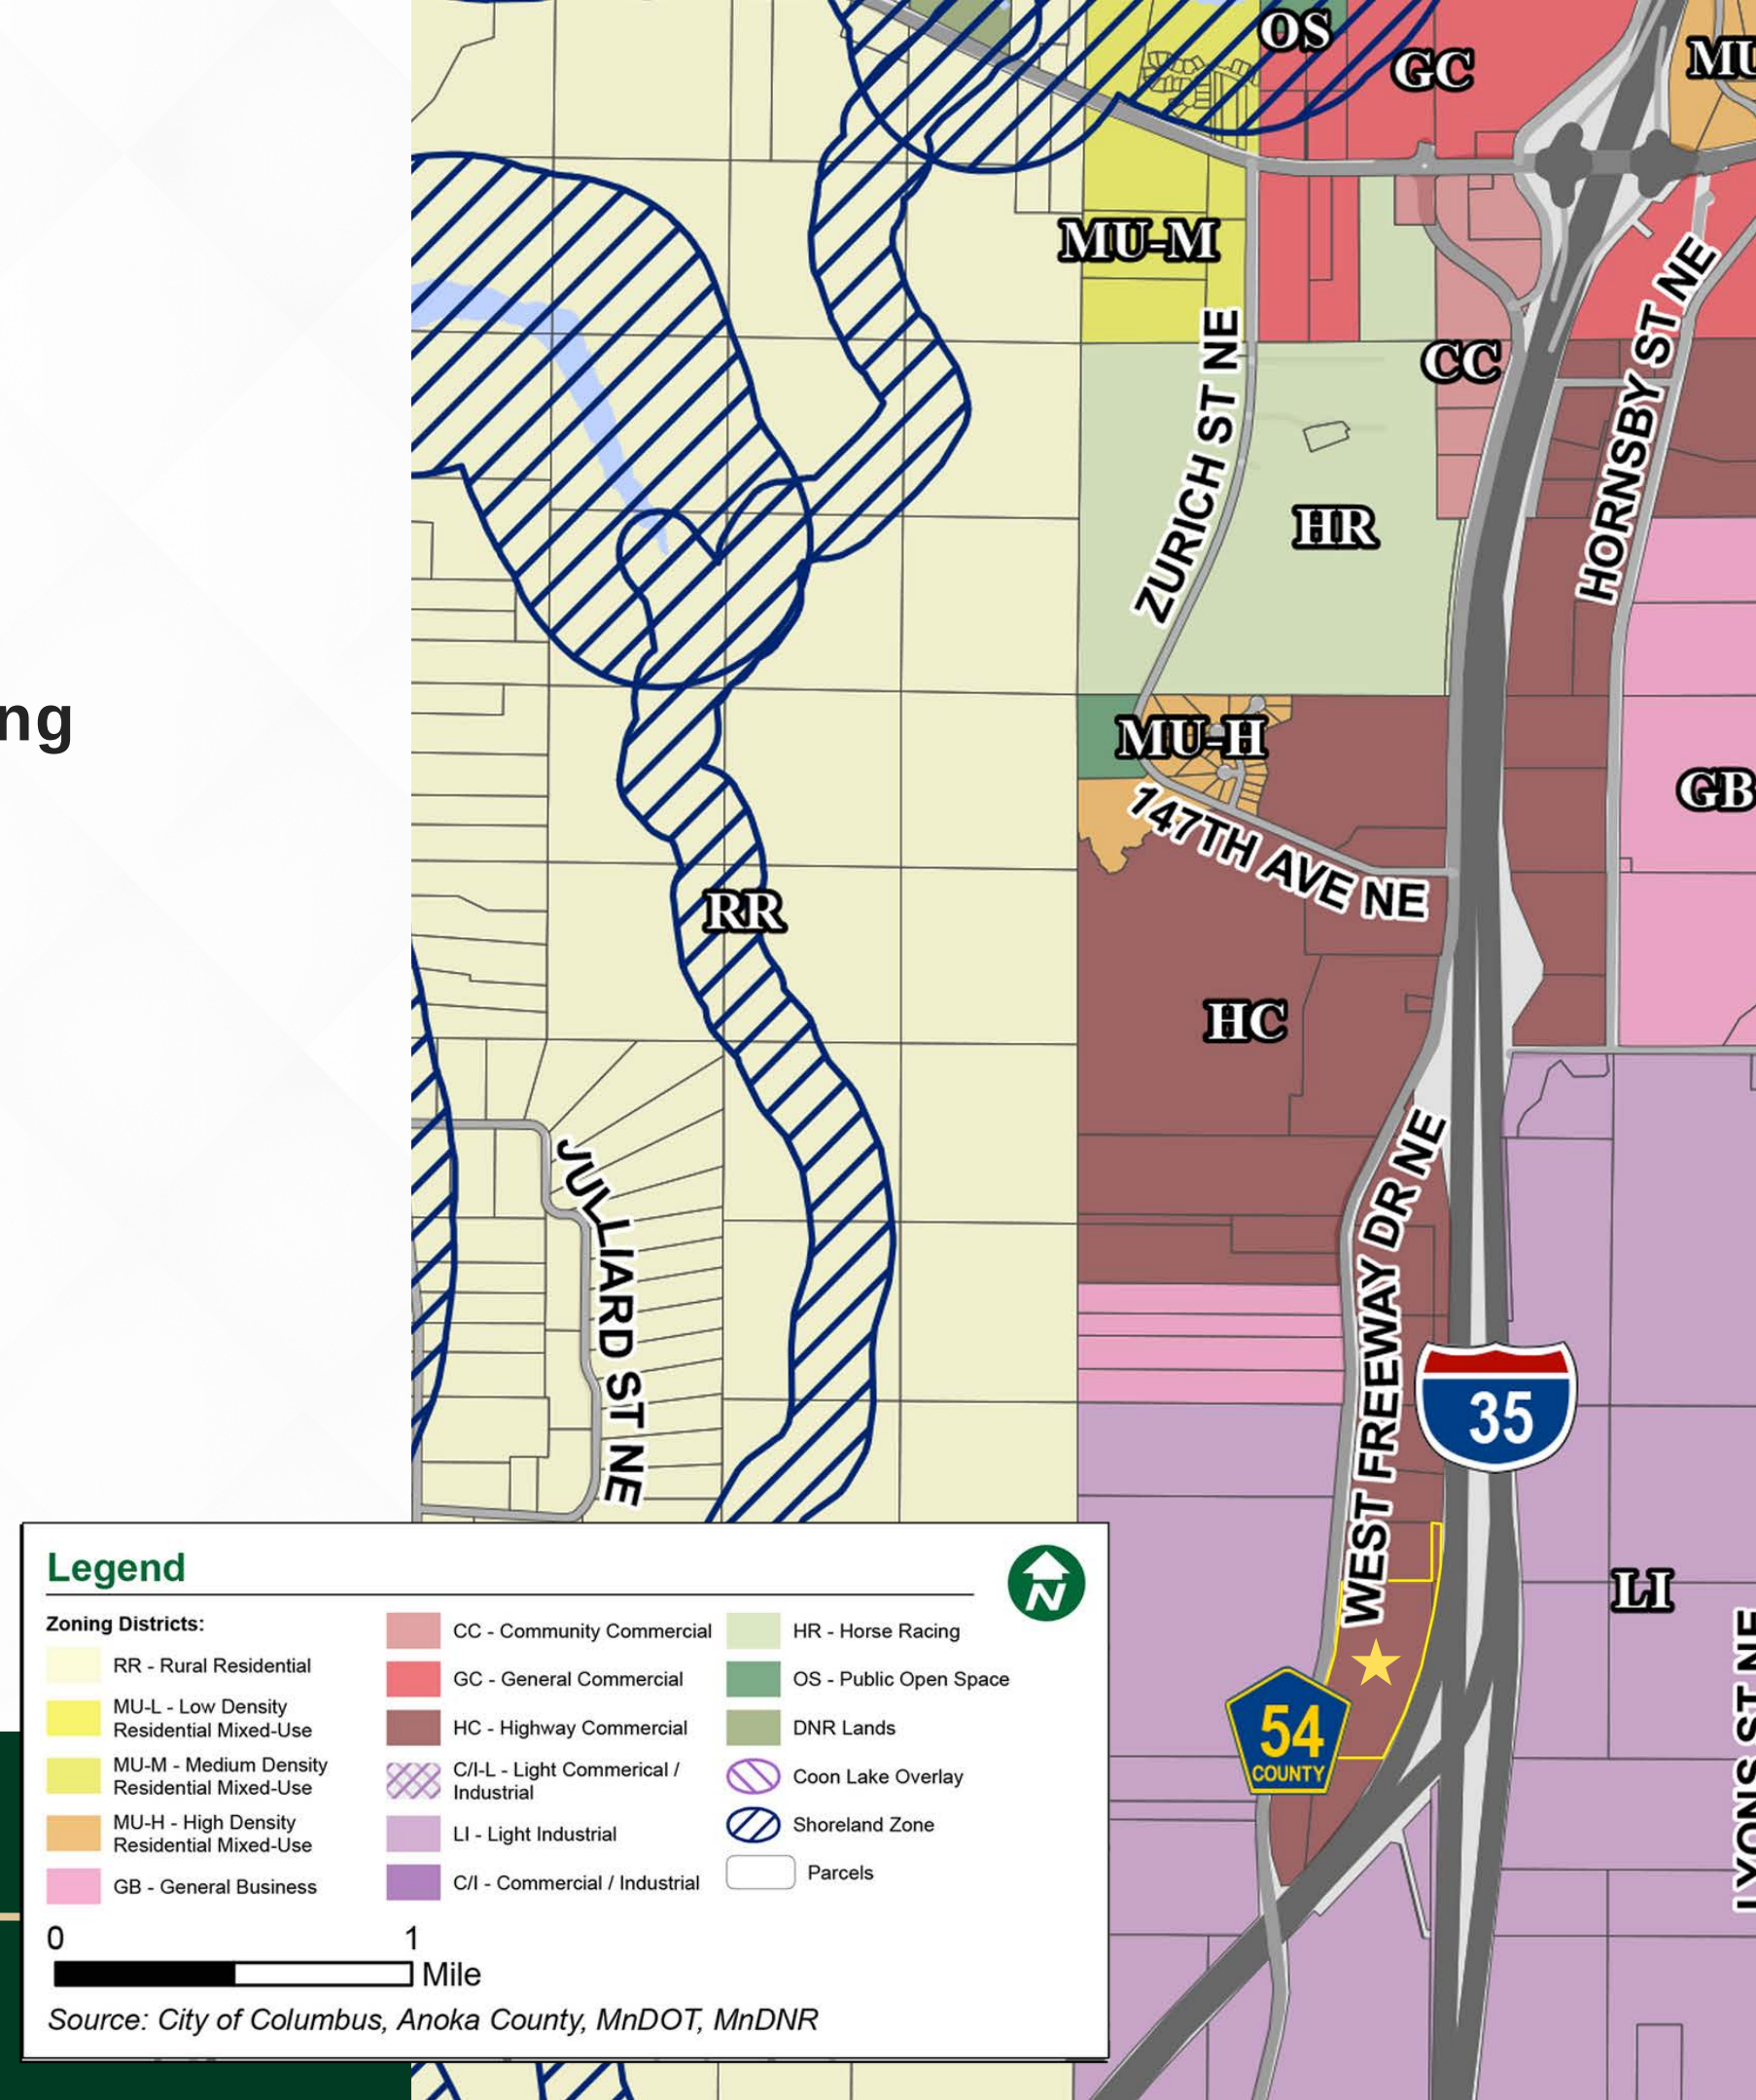 OS
GC
MU
MU-M
ZURICH ST NE
CC
HORNSBY ST NE
HR
ng
MU-H
GB
147TH AVE NE
RR
HC
WEST FREEWAY DR NE
JULLIARD ST NE
35
LI
LYONS ST NE
54
COUNTY
Legend
N
Zoning Districts:
RR - Rural Residential
MU-L - Low Density
Residential Mixed-Use
MU-M - Medium Density
Residential Mixed-Use
MU-H - High Density
Residential Mixed-Use
GB - General Business
CC - Community Commercial
GC - General Commercial
HC - Highway Commercial
C/I-L - Light Commerical /
Industrial
LI - Light Industrial
C/I - Commercial / Industrial
HR - Horse Racing
OS - Public Open Space
DNR Lands
Coon Lake Overlay
Shoreland Zone
Parcels
0 1
Mile
Source: City of Columbus, Anoka County, MnDOT, MnDNR